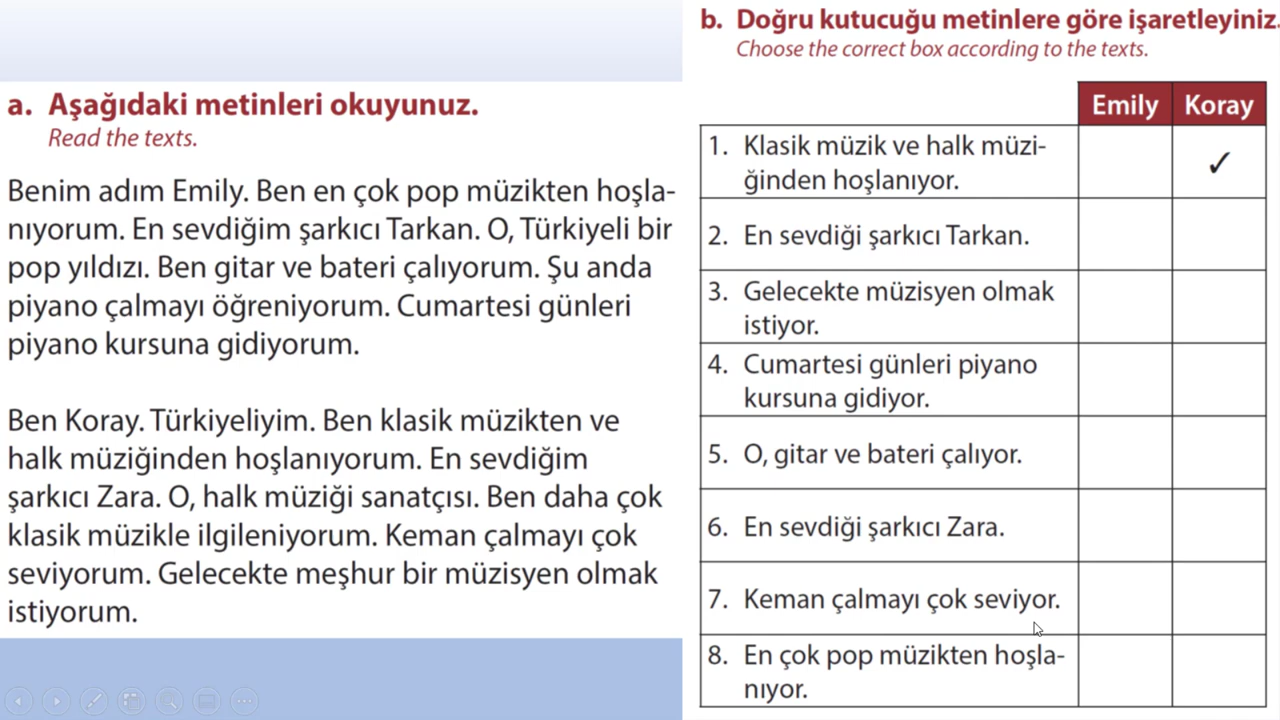 a. Aşağıdaki metinleri okuyunuz.
Read the texts.
Benim adım Emily. Ben en çok pop müzikten hoşla-
nıyorum. En sevdiğim şarkıcı Tarkan. O, Türkiyeli bir
pop yıldızı. Ben gitar ve bateri çalıyorum. Şu anda
piyano çalmayı öğreniyorum. Cumartesi günleri
piyano kursuna gidiyorum.
Ben Koray. Türkiyeliyim. Ben klasik müzikten ve
halk müziğinden hoşlanıyorum. En sevdiğim
şarkıcı Zara. O, halk müziği sanatçısı. Ben daha çok
klasik müzikle ilgileniyorum. Keman çalmayı çok
seviyorum. Gelecekte meşhur bir müzisyen olmak
istiyorum.
b. Doğru kutucuğu metinlere göre işaretleyiniz.
Choose the correct box according to the texts.
Emily Koray
1. Klasik müzik ve halk müzi-
ğinden hoşlanıyor. ✓
2. En sevdiği şarkıcı Tarkan.
3. Gelecekte müzisyen olmak
istiyor.
4. Cumartesi günleri piyano
kursuna gidiyor.
5. O, gitar ve bateri çalıyor.
6. En sevdiği şarkıcı Zara.
7. Keman çalmayı çok seviyor.
8. En çok pop müzikten hoşla-
nıyor.